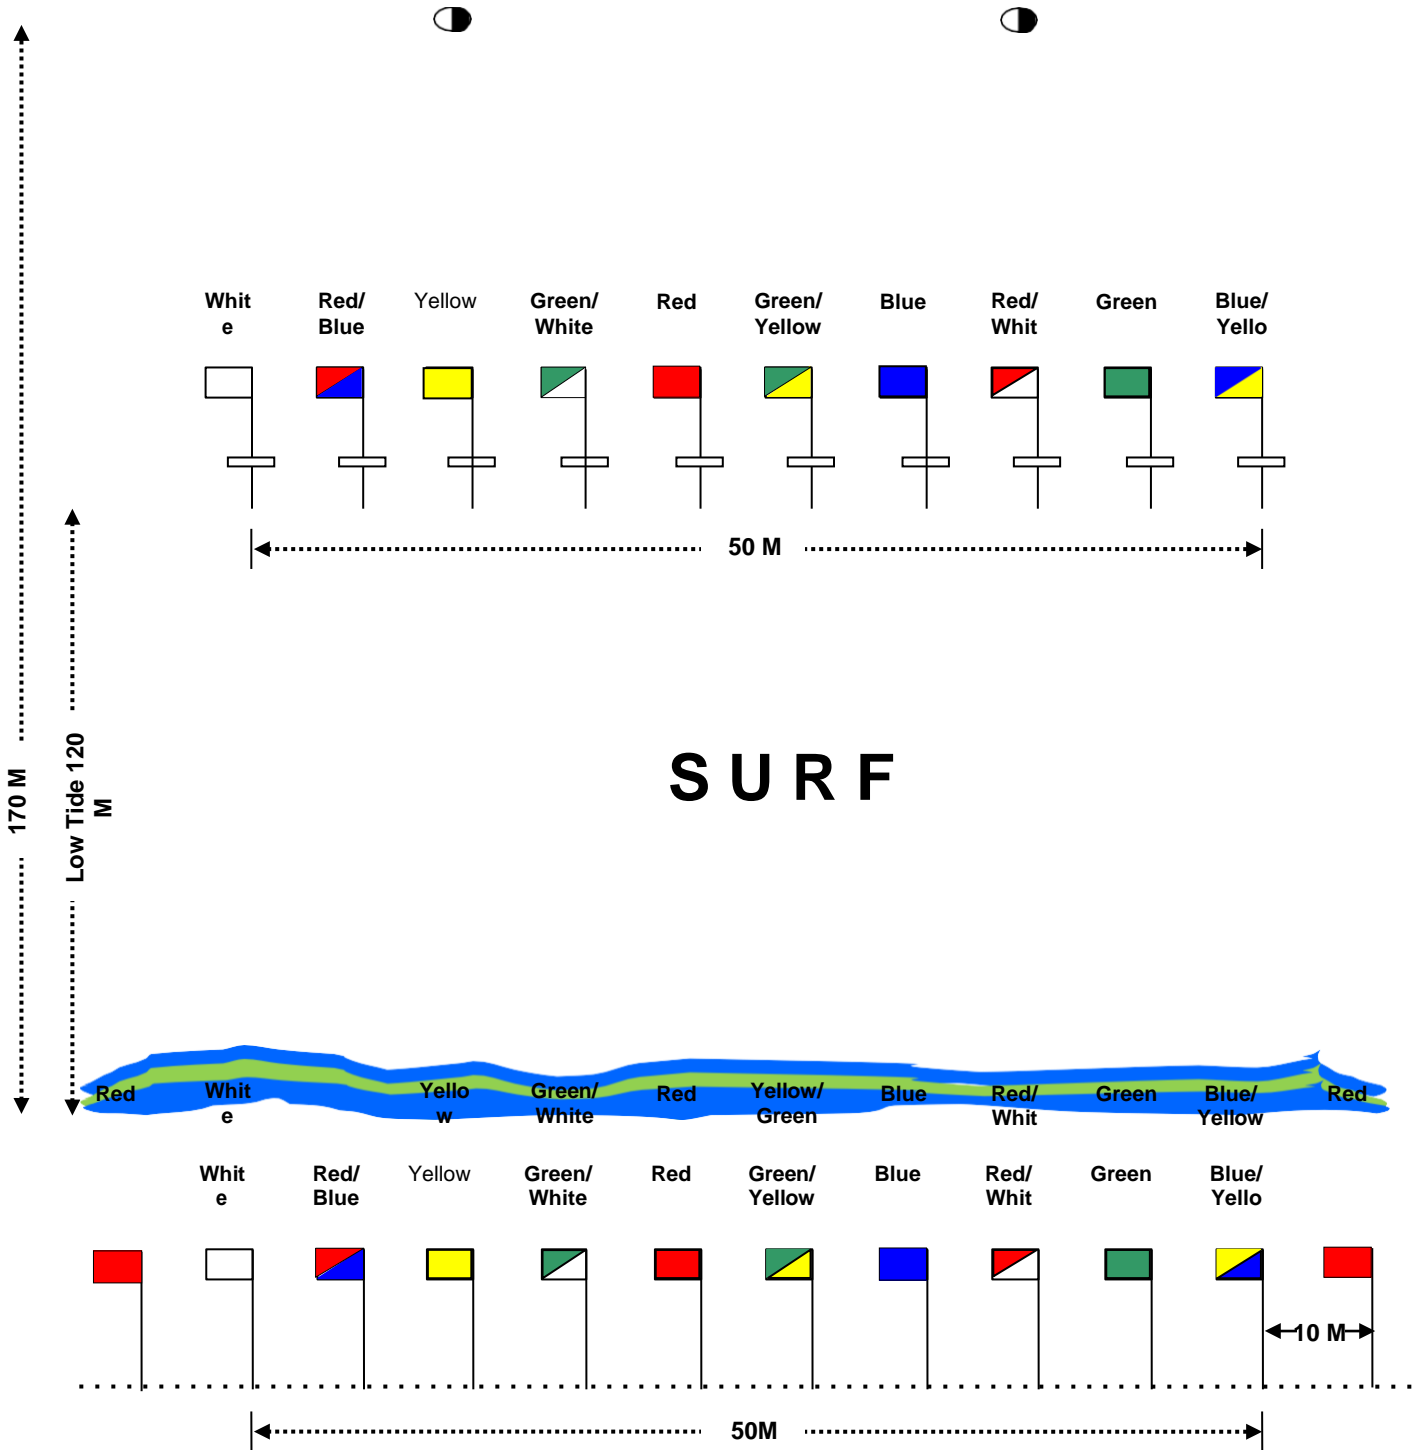 Whit Red/ Yellow Green/ Red Green/ Blue Red/ Green Blue/
e Blue White Yellow Whit Yello
50 M
170 M
Low Tide 120
M
S U R F
Red Whit Yello Green/ Red Yellow/ Blue Red/ Green Blue/ Red
e w White Green Whit Yellow
Whit Red/ Yellow Green/ Red Green/ Blue Red/ Green Blue/
e Blue White Yellow Whit Yello
10 M
50M